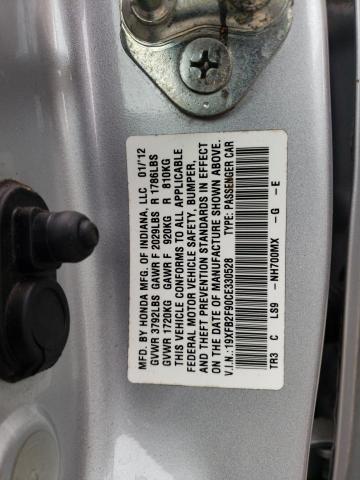 MFD. BY HONDA MFG. OF INDIANA, LLC 01/12
GVWR 3792LBS GAWR F 2029LBS R 1786LBS
GVWR 1720KG GAWR F 920KG R 810KG
THIS VEHICLE CONFORMS TO ALL APPLICABLE
FEDERAL MOTOR VEHICLE SAFETY, BUMPER,
AND THEFT PREVENTION STANDARDS IN EFFECT
ON THE DATE OF MANUFACTURE SHOWN ABOVE.
V.I.N.: 19XFB2F90CE330528 TYPE: PASSENGER CAR
TR3 C LS9 -NH700MX -G -E